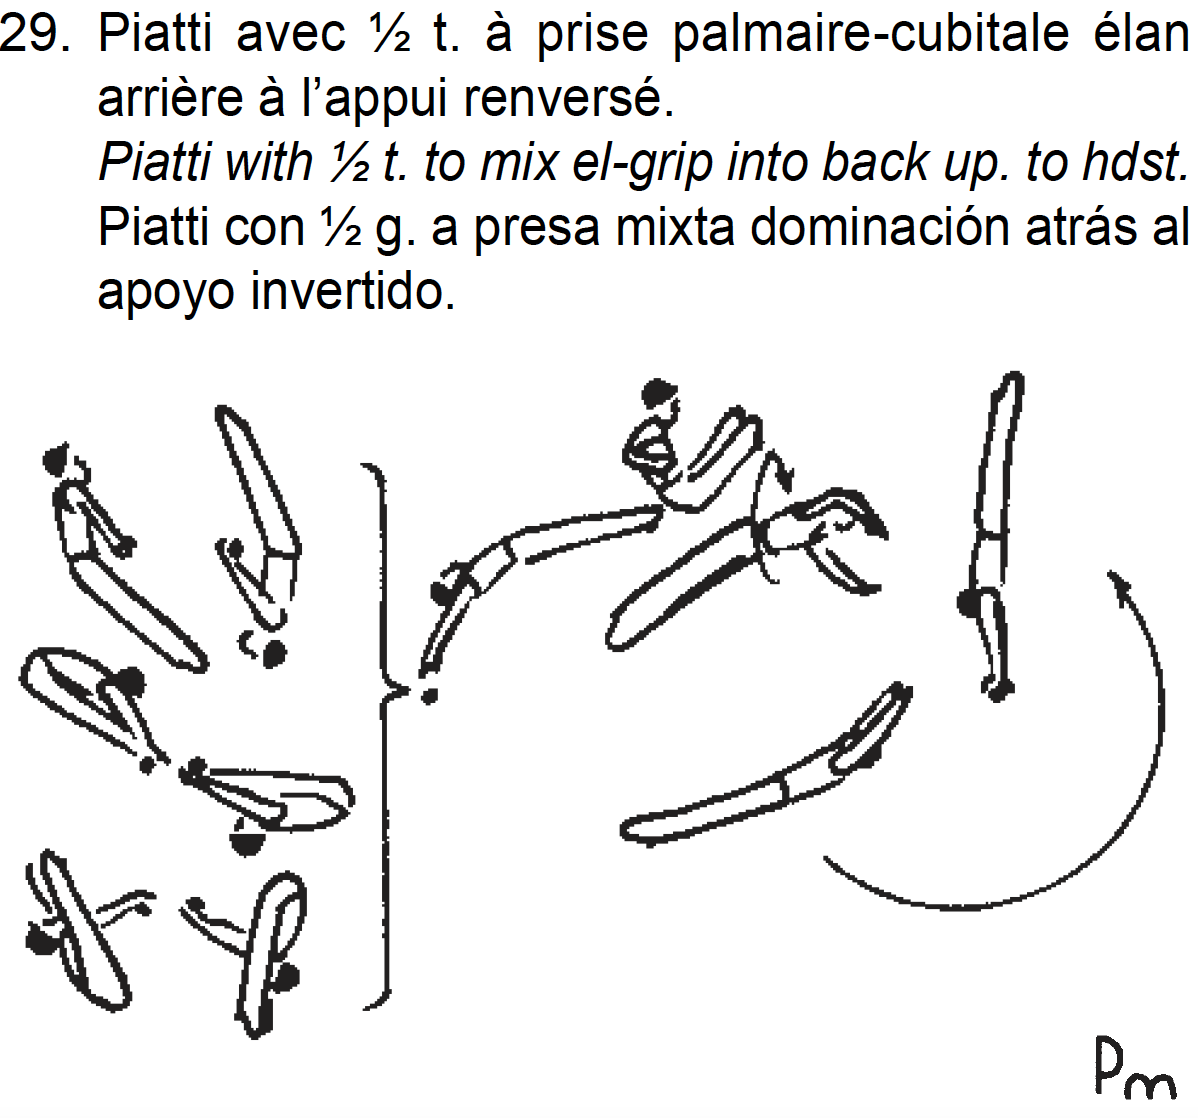 29. Piatti avec ½ t. à prise palmaire-cubitale élan
arrière à l’appui renversé.
Piatti with ½ t. to mix el-grip into back up. to hdst.
Piatti con ½ g. a presa mixta dominación atrás al
apoyo invertido.
Pm